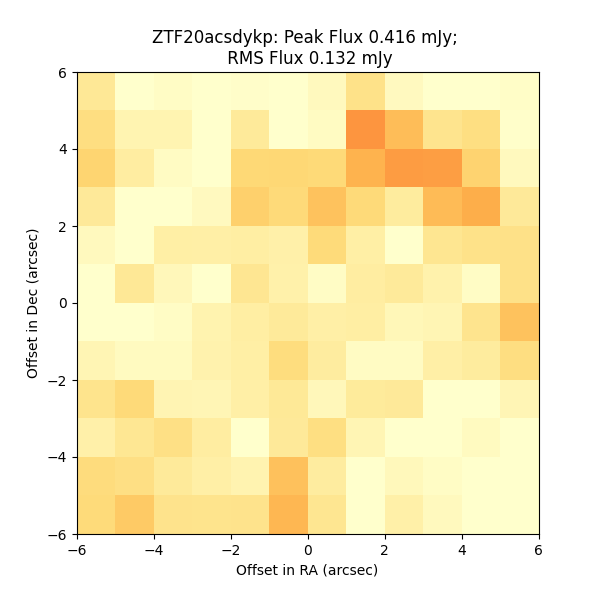 ZTF20acsdykp: Peak Flux 0.416 mJy;
RMS Flux 0.132 mJy
6
4
2
0
−2
−4
−6
Offset in Dec (arcsec)
−6 −4 −2 0 2 4 6
Offset in RA (arcsec)